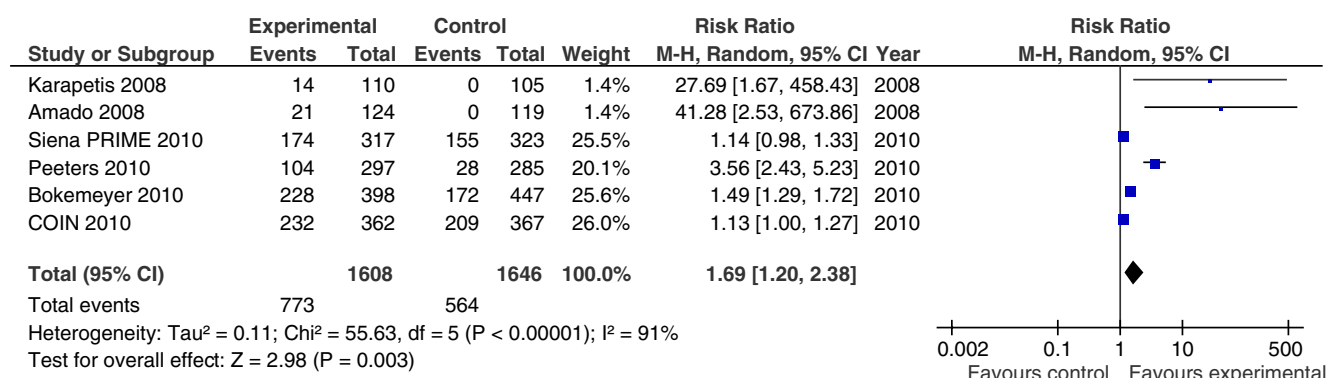 Experimental Control Risk Ratio Risk Ratio
Study or Subgroup Events Total Events Total Weight M-H, Random, 95% CI Year M-H, Random, 95% CI
Karapetis 2008 14 110 0 105 1.4% 27.69 [1.67, 458.43] 2008
Amado 2008 21 124 0 119 1.4% 41.28 [2.53, 673.86] 2008
Siena PRIME 2010 174 317 155 323 25.5% 1.14 [0.98, 1.33] 2010
Peeters 2010 104 297 28 285 20.1% 3.56 [2.43, 5.23] 2010
Bokemeyer 2010 228 398 172 447 25.6% 1.49 [1.29, 1.72] 2010
COIN 2010 232 362 209 367 26.0% 1.13 [1.00, 1.27] 2010
Total (95% CI) 1608 1646 100.0% 1.69 [1.20, 2.38]
Total events 773 564
Heterogeneity: Tau² = 0.11; Chi² = 55.63, df = 5 (P < 0.00001); I² = 91%
Test for overall effect: Z = 2.98 (P = 0.003)
0.002 0.1 1 10 500
Favours control Favours experimental